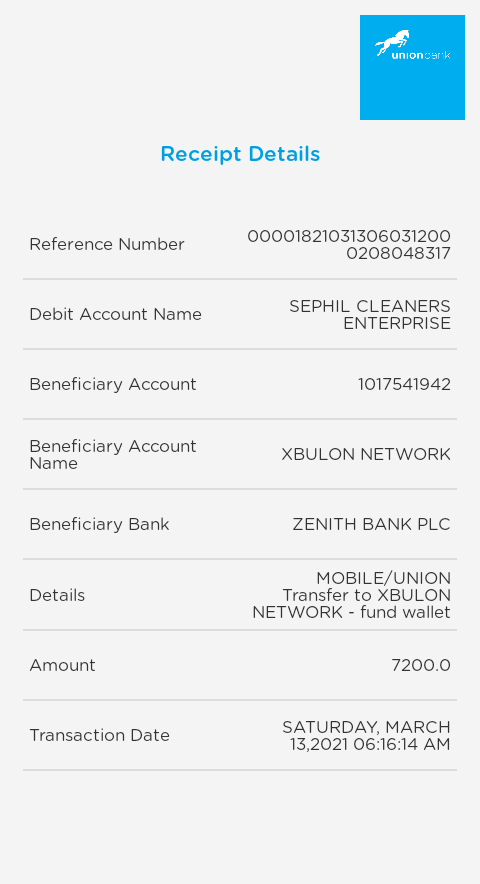 unionbank
Receipt Details
Reference Number
00001821031306031200
0208048317
Debit Account Name
SEPHIL CLEANERS
ENTERPRISE
Beneficiary Account
1017541942
Beneficiary Account
Name
XBULON NETWORK
Beneficiary Bank
ZENITH BANK PLC
Details
MOBILE/UNION
Transfer to XBULON
NETWORK - fund wallet
Amount
7200.0
Transaction Date
SATURDAY, MARCH
13,2021 06:16:14 AM